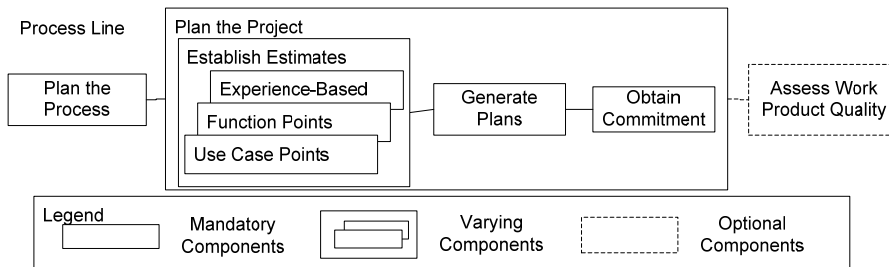 Process Line
Plan the Project
Establish Estimates
Plan the
Process
Experience-Based
Function Points
Use Case Points
Generate
Plans
Obtain
Commitment
Assess Work
Product Quality
Legend
Mandatory
Components
Varying
Components
Optional
Components